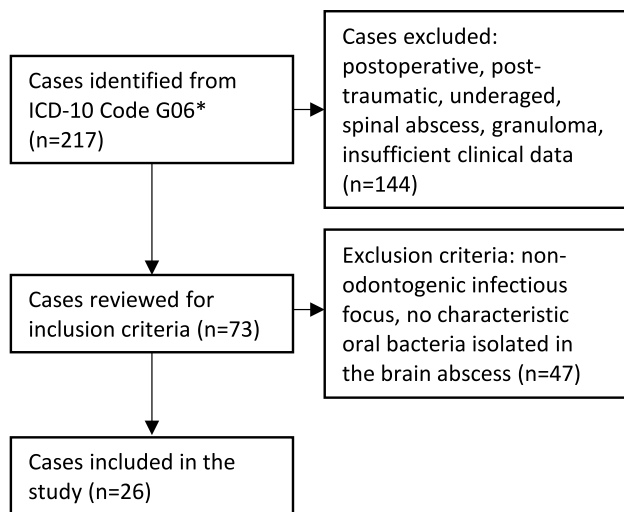 Cases identified from
ICD-10 Code G06*
(n=217)
Cases excluded:
postoperative, post-
traumatic, underaged,
spinal abscess, granuloma,
insufficient clinical data
(n=144)
Cases reviewed for
inclusion criteria (n=73)
Exclusion criteria: non-
odontogenic infectious
focus, no characteristic
oral bacteria isolated in
the brain abscess (n=47)
Cases included in the
study (n=26)